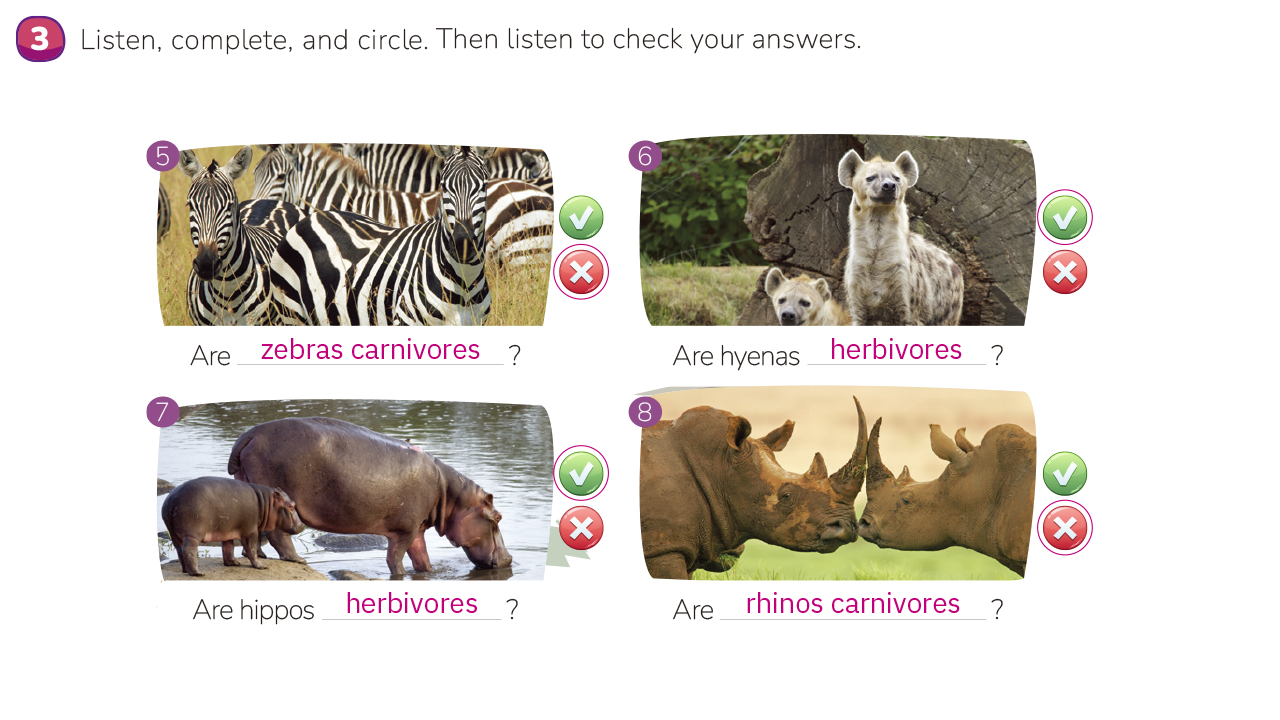 3 Listen, complete, and circle. Then listen to check your answers.
5
Are zebras carnivores ?
6
Are hyenas herbivores ?
7
Are hippos herbivores ?
8
Are rhinos carnivores ?